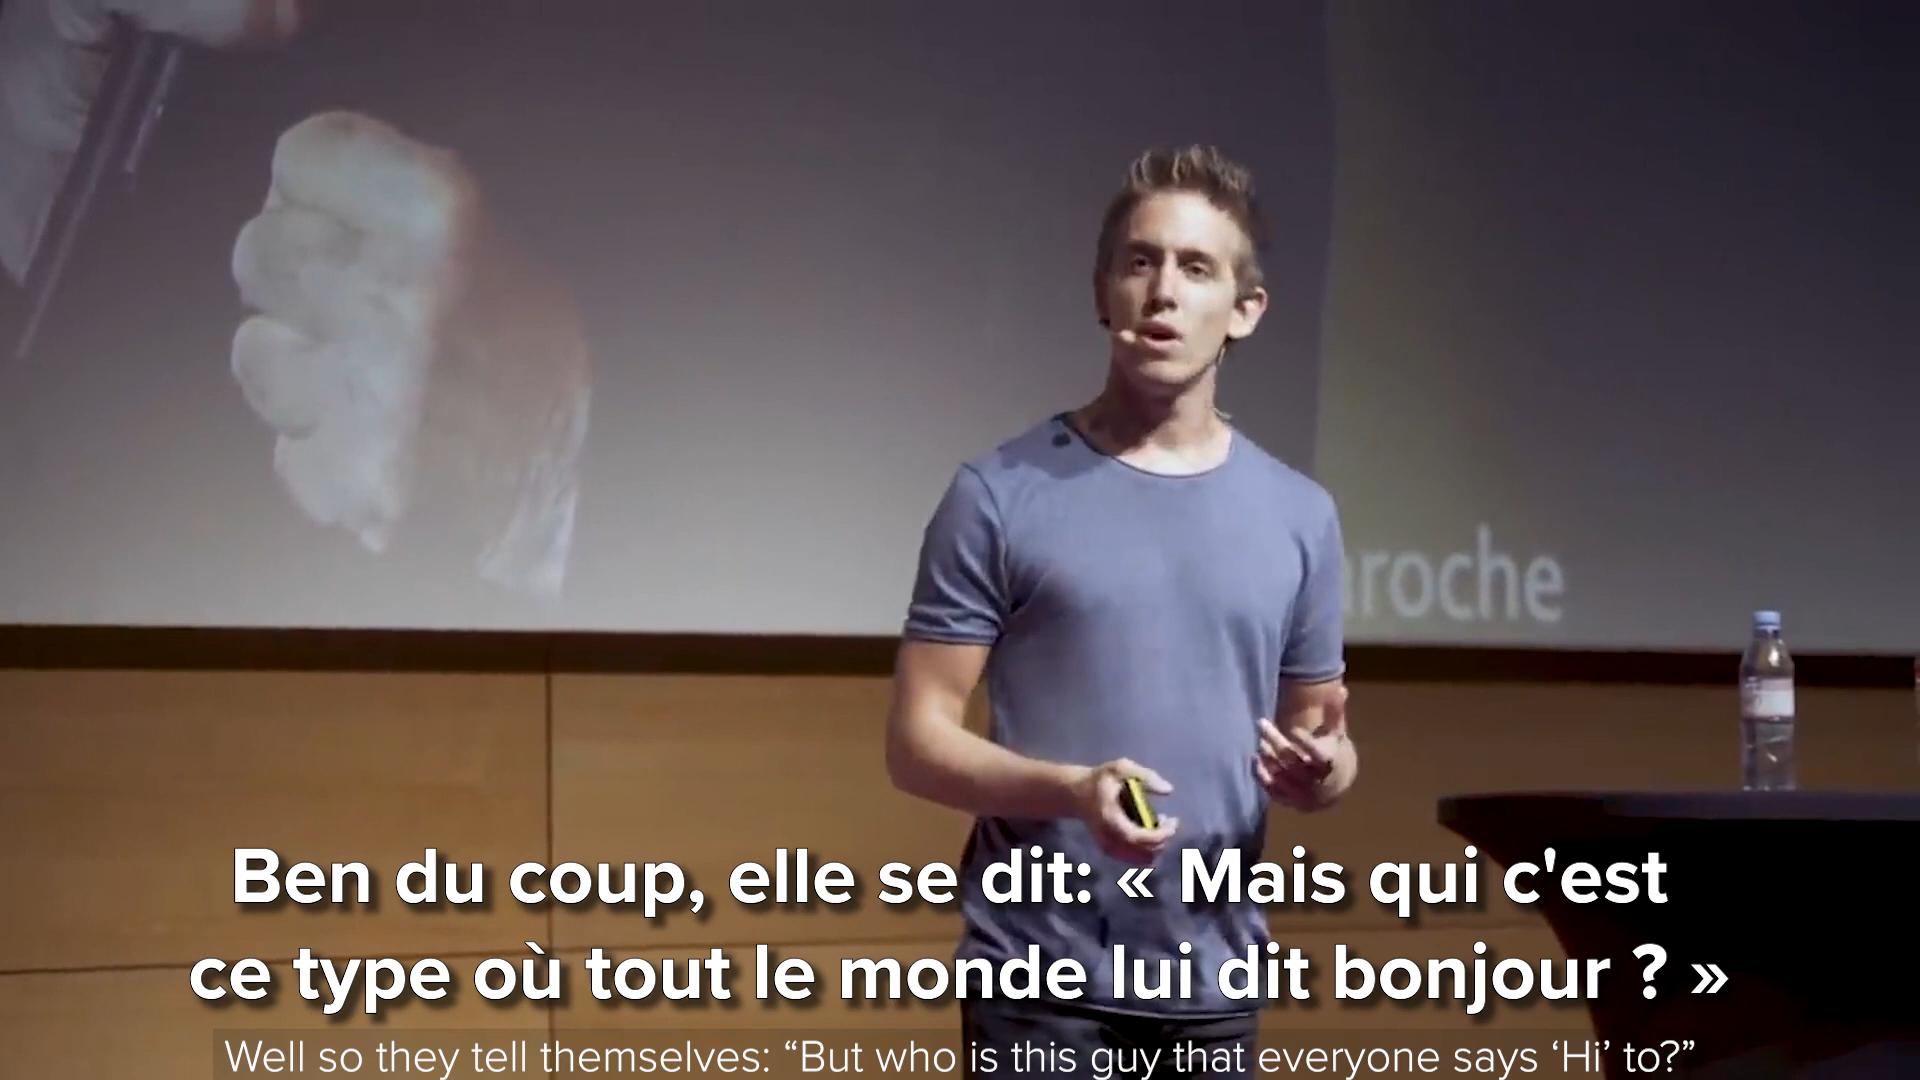 aroche
Ben du coup, elle se dit: « Mais qui c'est
ce type où tout le monde lui dit bonjour ? »
Well so they tell themselves: “But who is this guy that everyone says ‘Hi’ to?”